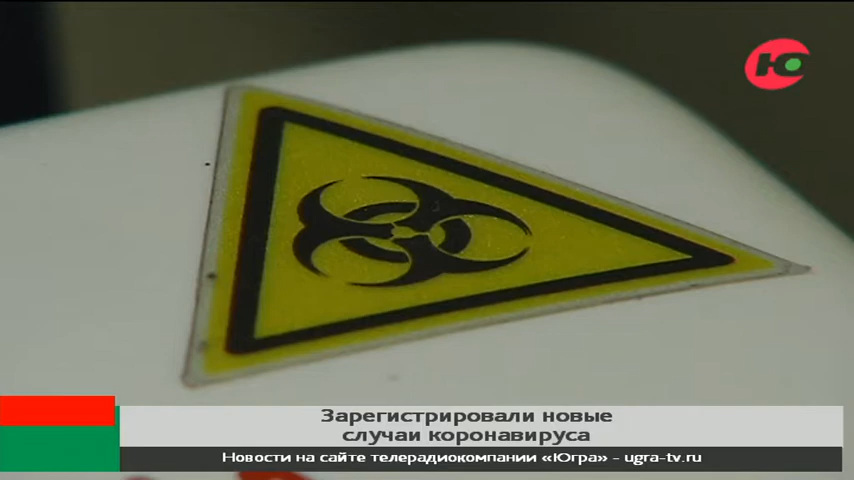 Ю
Зарегистрировали новые
случаи коронавируса
Новости на сайте телерадиокомпании «Югра» - ugra-tv.ru